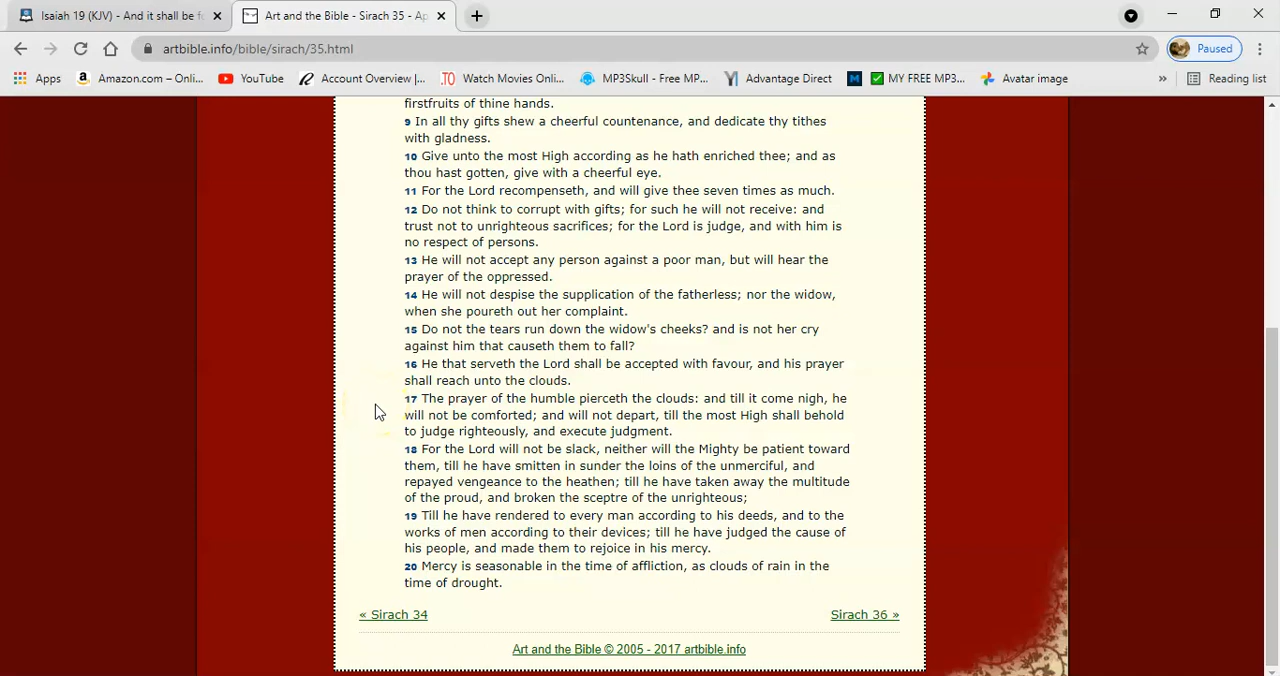 Isaiah 19 (KJV) - And it shall be fo
Art and the Bible - Sirach 35 - Ap
artbible.info/bible/sirach/35.html
Paused
Apps
Amazon.com – Onli...
YouTube
Account Overview |...
TO Watch Movies Onli...
MP3Skull - Free MP...
Advantage Direct
M
MY FREE MP3...
Avatar image
»
Reading list
firstfruits of thine hands.
9 In all thy gifts shew a cheerful countenance, and dedicate thy tithes
with gladness.
10 Give unto the most High according as he hath enriched thee; and as
thou hast gotten, give with a cheerful eye.
11 For the Lord recompenseth, and will give thee seven times as much.
12 Do not think to corrupt with gifts; for such he will not receive: and
trust not to unrighteous sacrifices; for the Lord is judge, and with him is
no respect of persons.
13 He will not accept any person against a poor man, but will hear the
prayer of the oppressed.
14 He will not despise the supplication of the fatherless; nor the widow,
when she poureth out her complaint.
15 Do not the tears run down the widow's cheeks? and is not her cry
against him that causeth them to fall?
16 He that serveth the Lord shall be accepted with favour, and his prayer
shall reach unto the clouds.
17 The prayer of the humble pierceth the clouds: and till it come nigh, he
will not be comforted; and will not depart, till the most High shall behold
to judge righteously, and execute judgment.
18 For the Lord will not be slack, neither will the Mighty be patient toward
them, till he have smitten in sunder the loins of the unmerciful, and
repayed vengeance to the heathen; till he have taken away the multitude
of the proud, and broken the sceptre of the unrighteous;
19 Till he have rendered to every man according to his deeds, and to the
works of men according to their devices; till he have judged the cause of
his people, and made them to rejoice in his mercy.
20 Mercy is seasonable in the time of affliction, as clouds of rain in the
time of drought.
« Sirach 34
Sirach 36 »
Art and the Bible © 2005 - 2017 artbible.info